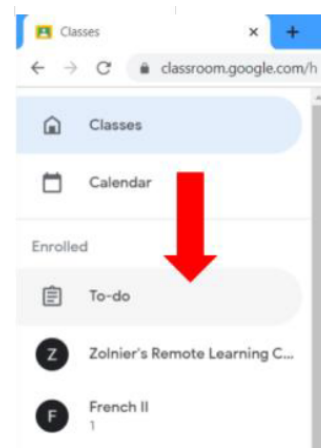 Classes
classroom.google.com/h
Classes
Calendar
Enrolled
To-do
Z Zolnier's Remote Learning C...
F French II
1